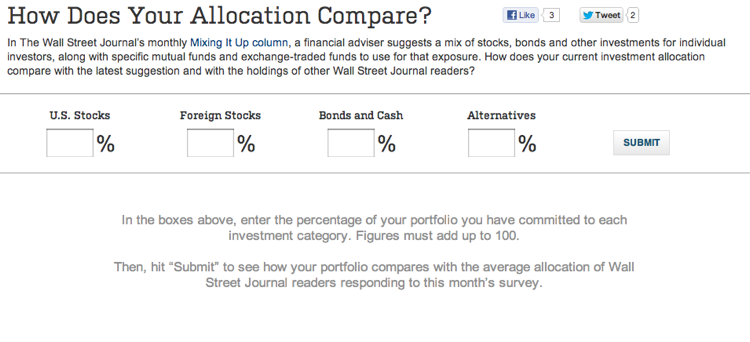 How Does Your Allocation Compare?
Like 3
Tweet 2
In The Wall Street Journal's monthly Mixing It Up column, a financial adviser suggests a mix of stocks, bonds and other investments for individual
investors, along with specific mutual funds and exchange-traded funds to use for that exposure. How does your current investment allocation
compare with the latest suggestion and with the holdings of other Wall Street Journal readers?
U.S. Stocks Foreign Stocks Bonds and Cash Alternatives
% % % % SUBMIT
In the boxes above, enter the percentage of your portfolio you have committed to each
investment category. Figures must add up to 100.
Then, hit “Submit” to see how your portfolio compares with the average allocation of Wall
Street Journal readers responding to this month's survey.